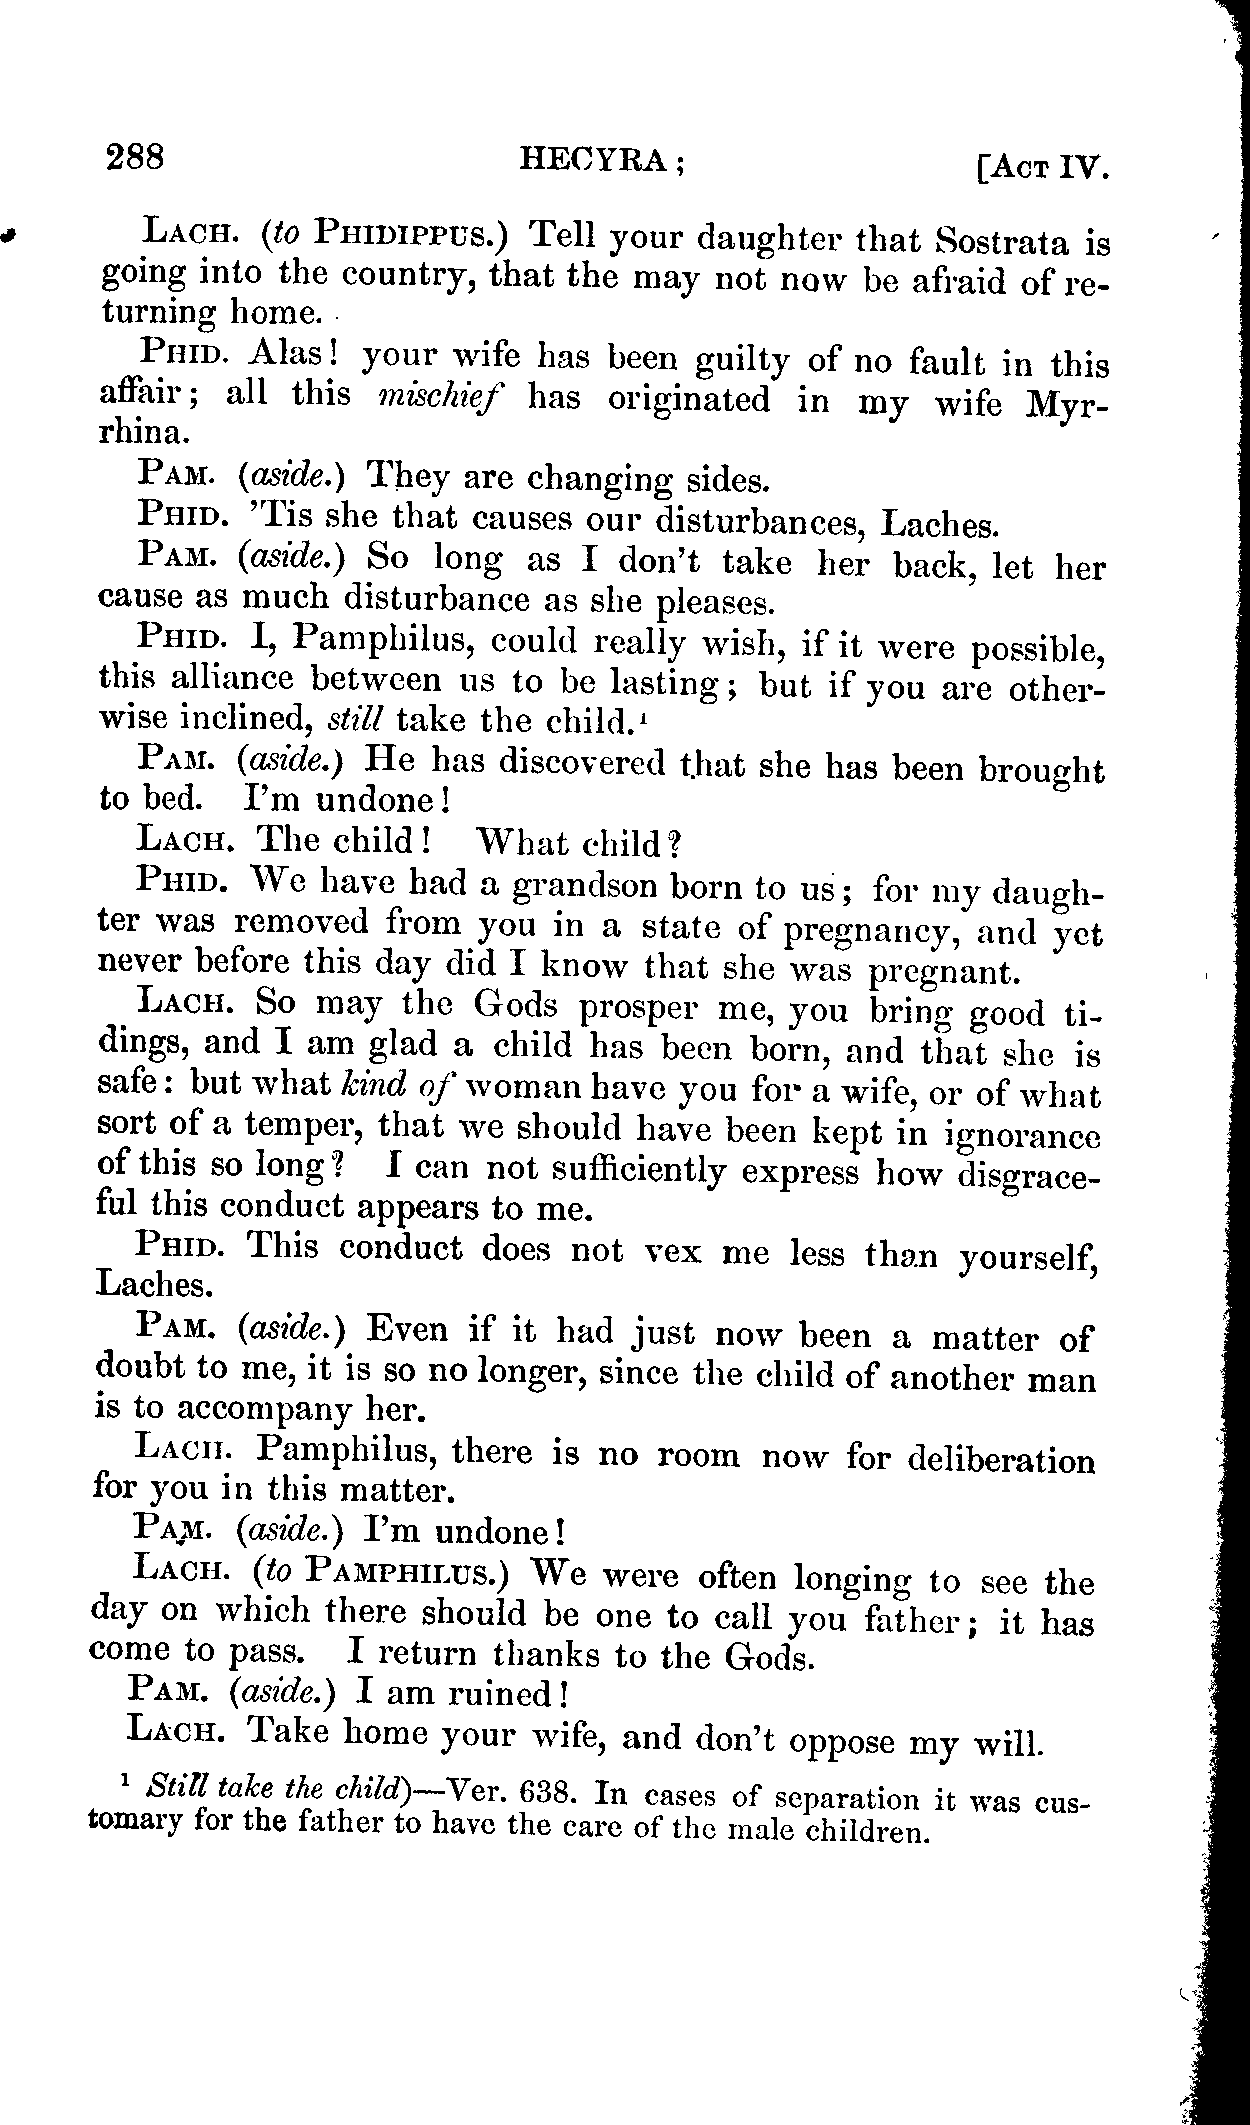 288 HECYRA; [ACT IV.
LACH. (to PHIDIPPUS.) Tell your daughter that Sostrata is
going into the country, that the may not now be afraid of re-
turning home.
PHID. Alas! your wife has been guilty of no fault in this
affair; all this mischief has originated in my wife Myr-
rhina.
PAM. (aside.) They are changing sides.
PHID. 'Tis she that causes our disturbances, Laches.
PAM. (aside.) So long as I don't take her back, let her
cause as much disturbance as she pleases.
PHID. I, Pamphilus, could really wish, if it were possible,
this alliance between us to be lasting; but if you are other-
wise inclined, still take the child.¹
PAM. (aside.) He has discovered that she has been brought
to bed. I'm undone!
LACH. The child! What child?
PHID. We have had a grandson born to us; for my daugh-
ter was removed from you in a state of pregnancy, and yet
never before this day did I know that she was pregnant.
LACH. So may the Gods prosper me, you bring good ti-
dings, and I am glad a child has been born, and that she is
safe: but what kind of woman have you for a wife, or of what
sort of a temper, that we should have been kept in ignorance
of this so long? I can not sufficiently express how disgrace-
ful this conduct appears to me.
PHID. This conduct does not vex me less than yourself,
Laches.
PAM. (aside.) Even if it had just now been a matter of
doubt to me, it is so no longer, since the child of another man
is to accompany her.
LACH. Pamphilus, there is no room now for deliberation
for you in this matter.
PAM. (aside.) I'm undone!
LACH. (to PAMPHILUS.) We were often longing to see the
day on which there should be one to call you father; it has
come to pass. I return thanks to the Gods.
PAM. (aside.) I am ruined!
LACH. Take home your wife, and don't oppose my will.
¹ Still take the child)—Ver. 638. In cases of separation it was cus-
tomary for the father to have the care of the male children.